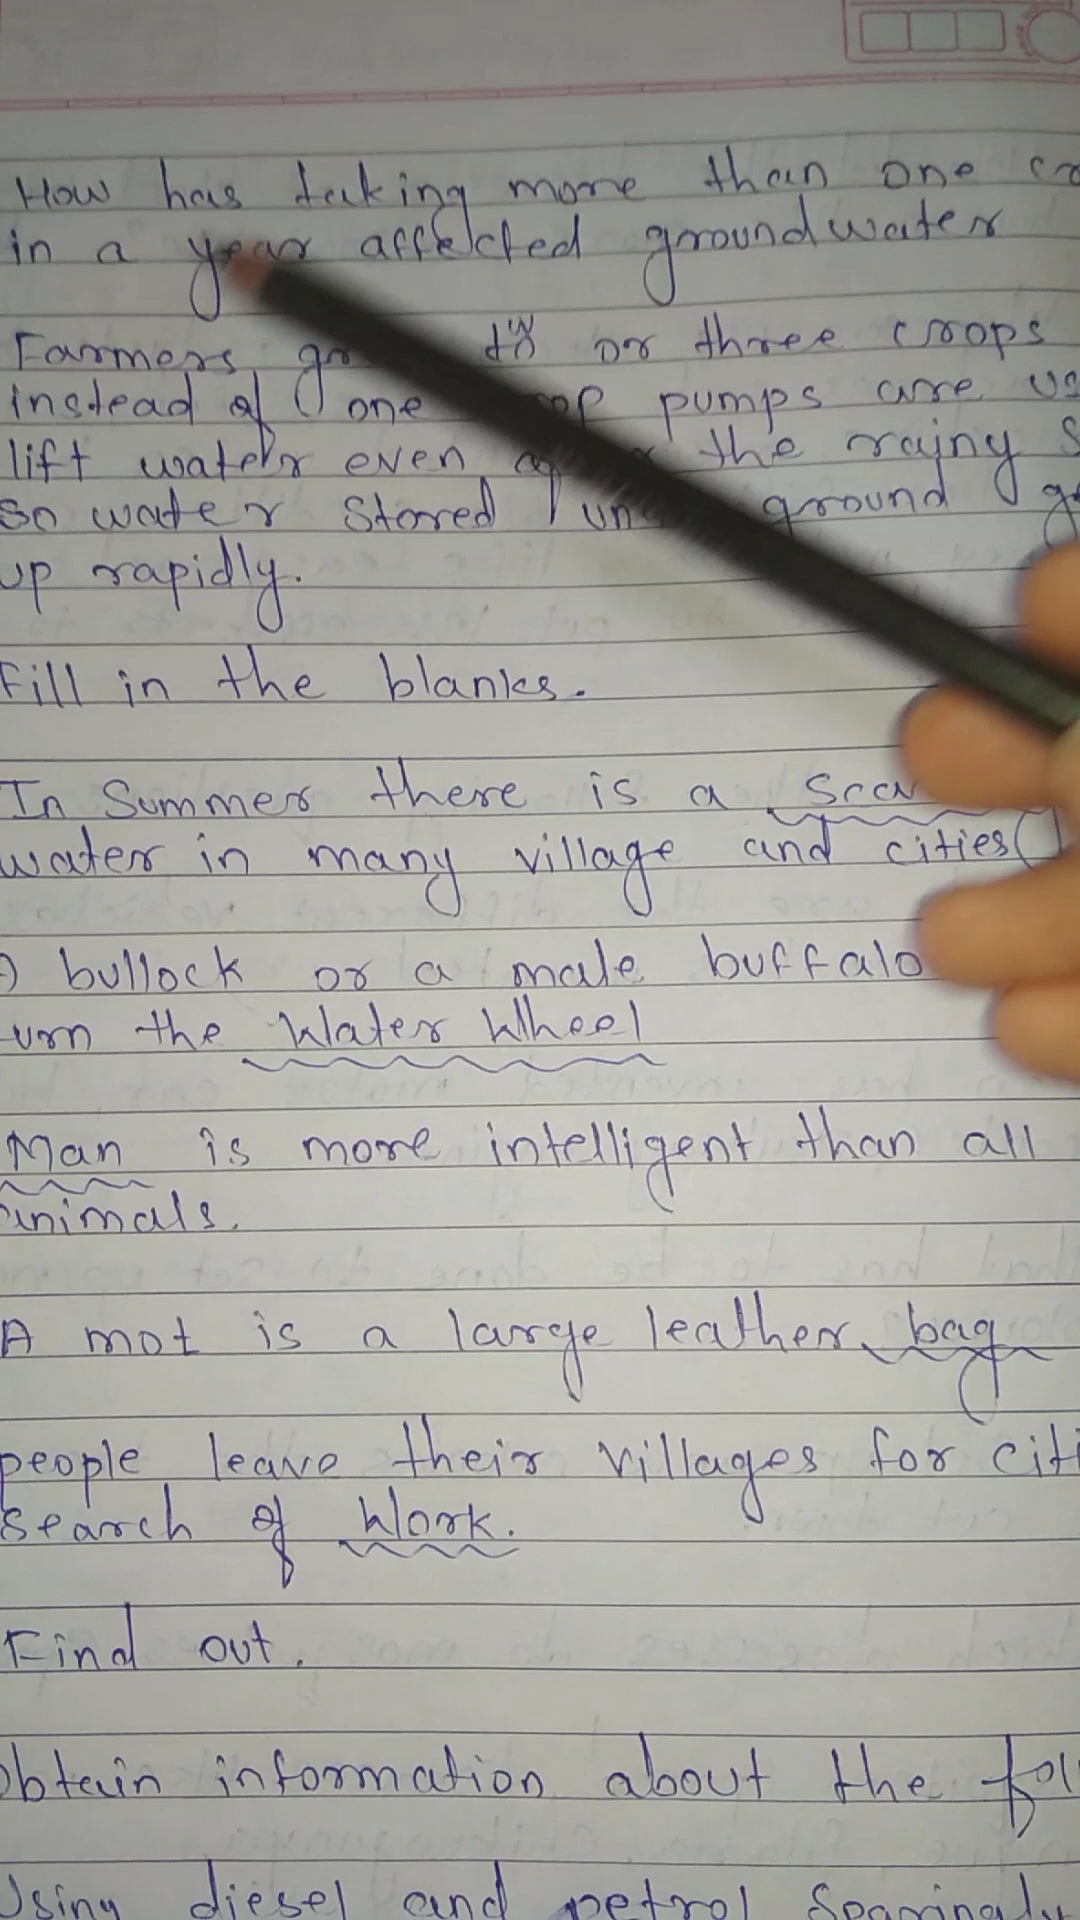 How has taking more than one
in a year affected groundwater
Farmers or three crops
instead of one pumps are
lift water even the rainy
so water stored ground
up rapidly.
Fill in the blanks.
In Summer there is a
water in many village and cities
bullock or a male buffalo
the Water Wheel
Man is more intelligent than all
animals.
A mot is a large leather bag
people leave their villages for
search of Work.
Find out.
Obtain information about the
Using diesel and petrol Sparingly